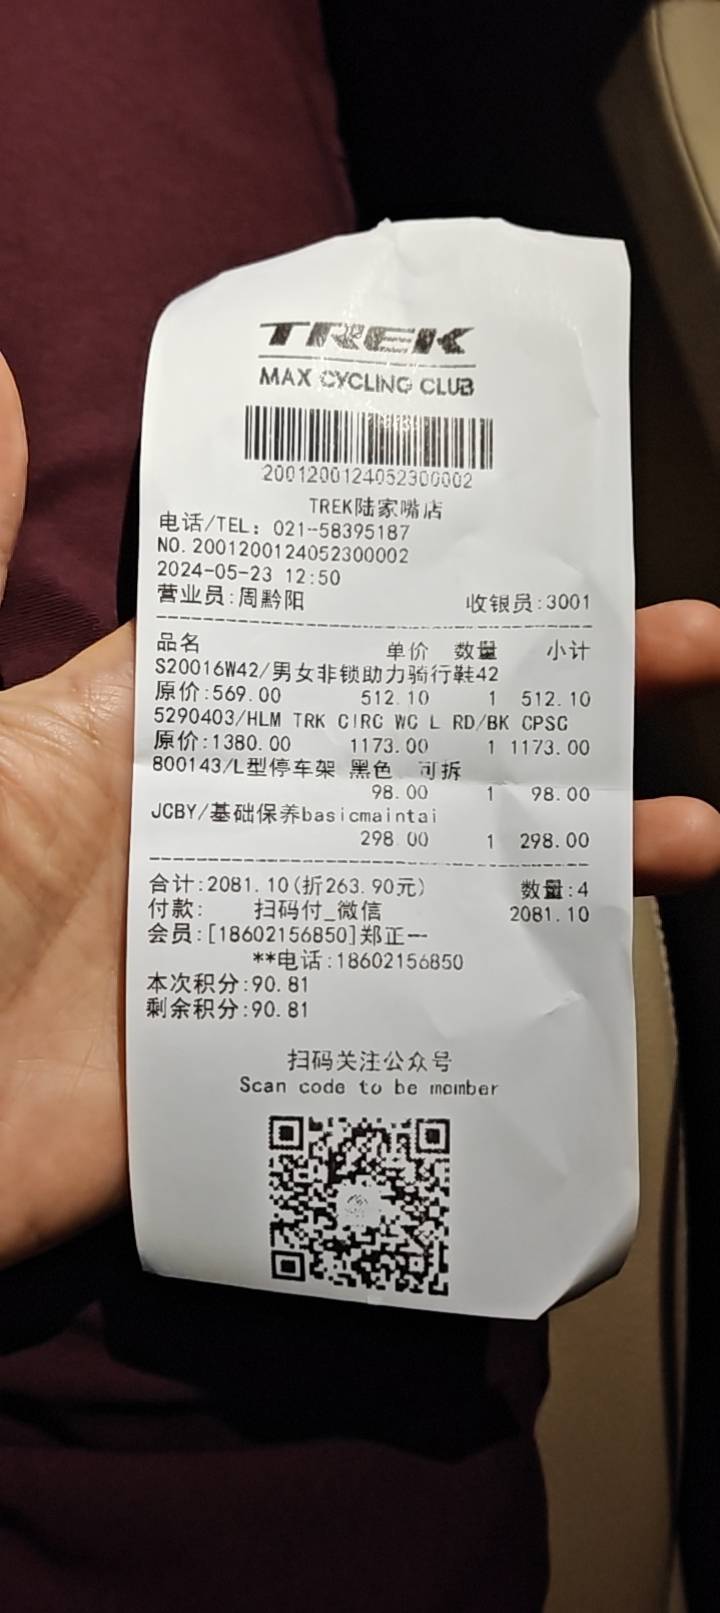 TREK
MAX CYCLING CLUB
2001200124052300002
TREK陆家嘴店
电话/TEL: 021-58395187
NO.2001200124052300002
2024-05-23 12:50
营业员:周黔阳 收银员:3001
品名 单价 数量 小计
S20016W42/男女非锁助力骑行鞋42
原价:569.00 512.10 1 512.10
5290403/HLM TRK CIRC WC L RD/BK CPSC
原价:1380.00 1173.00 1 1173.00
800143/L型停车架 黑色 可拆
98.00 1 98.00
JCBY/基础保养basicmaintai
298.00 1 298.00
合计:2081.10(折263.90元) 数量:4
付款: 扫码付_微信 2081.10
会员:[18602156850]郑正一
**电话:18602156850
本次积分:90.81
剩余积分:90.81
扫码关注公众号
Scan code to be member